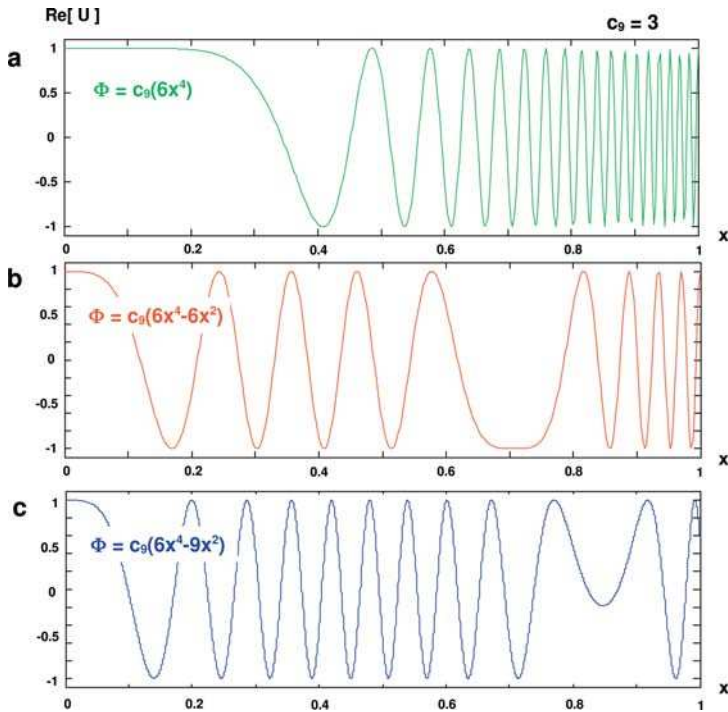 Re[ U ]
c₉ = 3
a
1
0.5
0
-0.5
-1
Φ = c₉(6x⁴)
0 0.2 0.4 0.6 0.8 1
x
b
1
0.5
0
-0.5
-1
Φ = c₉(6x⁴-6x²)
0 0.2 0.4 0.6 0.8 1
x
c
1
0.5
0
-0.5
-1
Φ = c₉(6x⁴-9x²)
0 0.2 0.4 0.6 0.8 1
x